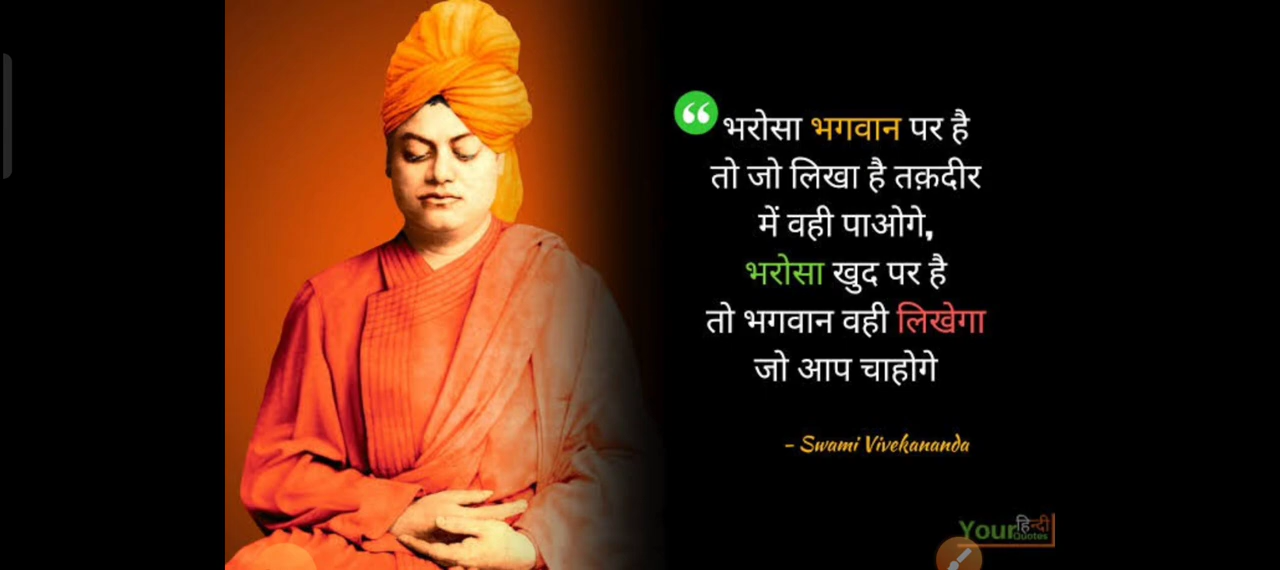 भरोसा भगवान पर है
तो जो लिखा है तक़दीर
में वही पाओगे,
भरोसा खुद पर है
तो भगवान वही लिखेगा
जो आप चाहोगे
– Swami Vivekananda
Your हिन्दी Quotes